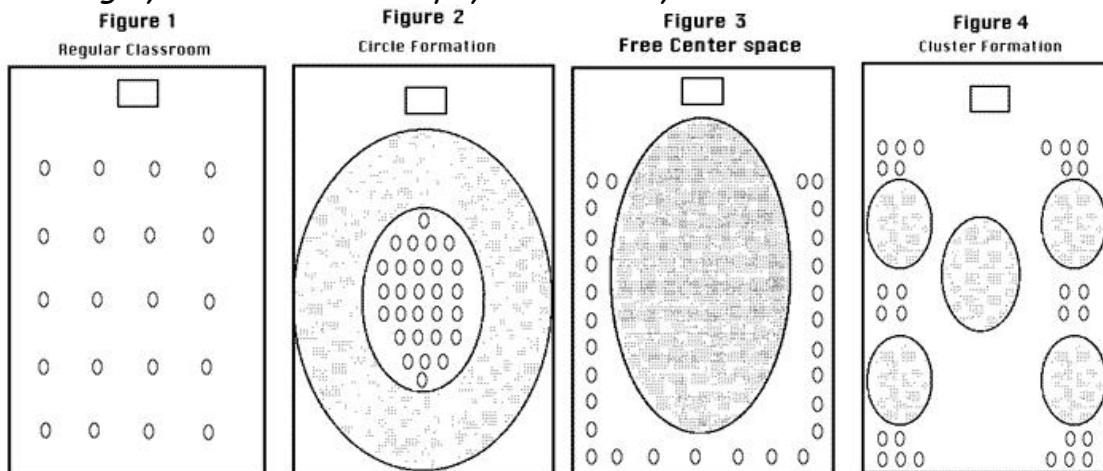 Figure 1
Regular Classroom
Figure 2
Circle Formation
Figure 3
Free Center space
Figure 4
Cluster Formation